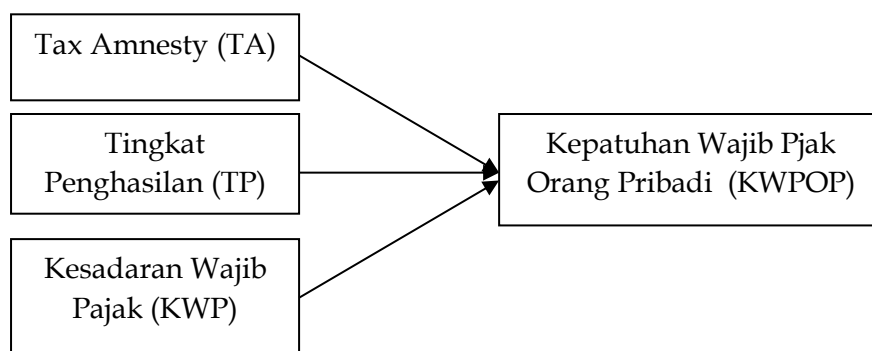 Tax Amnesty (TA)
Tingkat
Penghasilan (TP)
Kesadaran Wajib
Pajak (KWP)
Kepatuhan Wajib Pjak
Orang Pribadi (KWPOP)